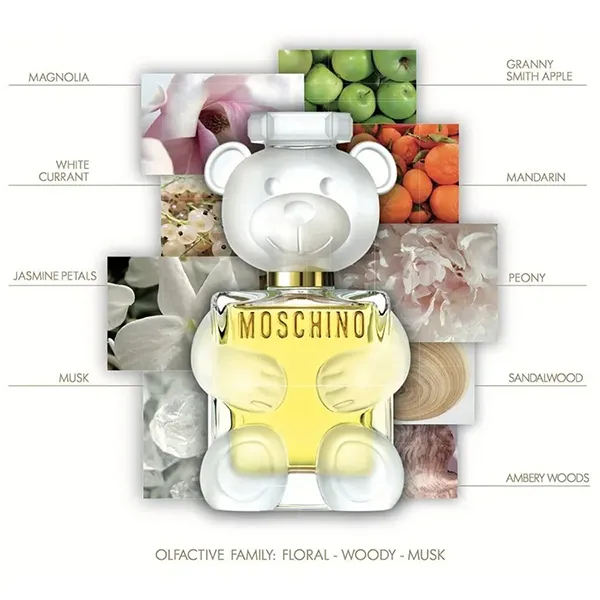 MAGNOLIA
GRANNY
SMITH APPLE
WHITE
CURRANT
MANDARIN
JASMINE PETALS
PEONY
MOSCHINO
MUSK
SANDALWOOD
AMBERY WOODS
OLFACTIVE FAMILY: FLORAL - WOODY - MUSK